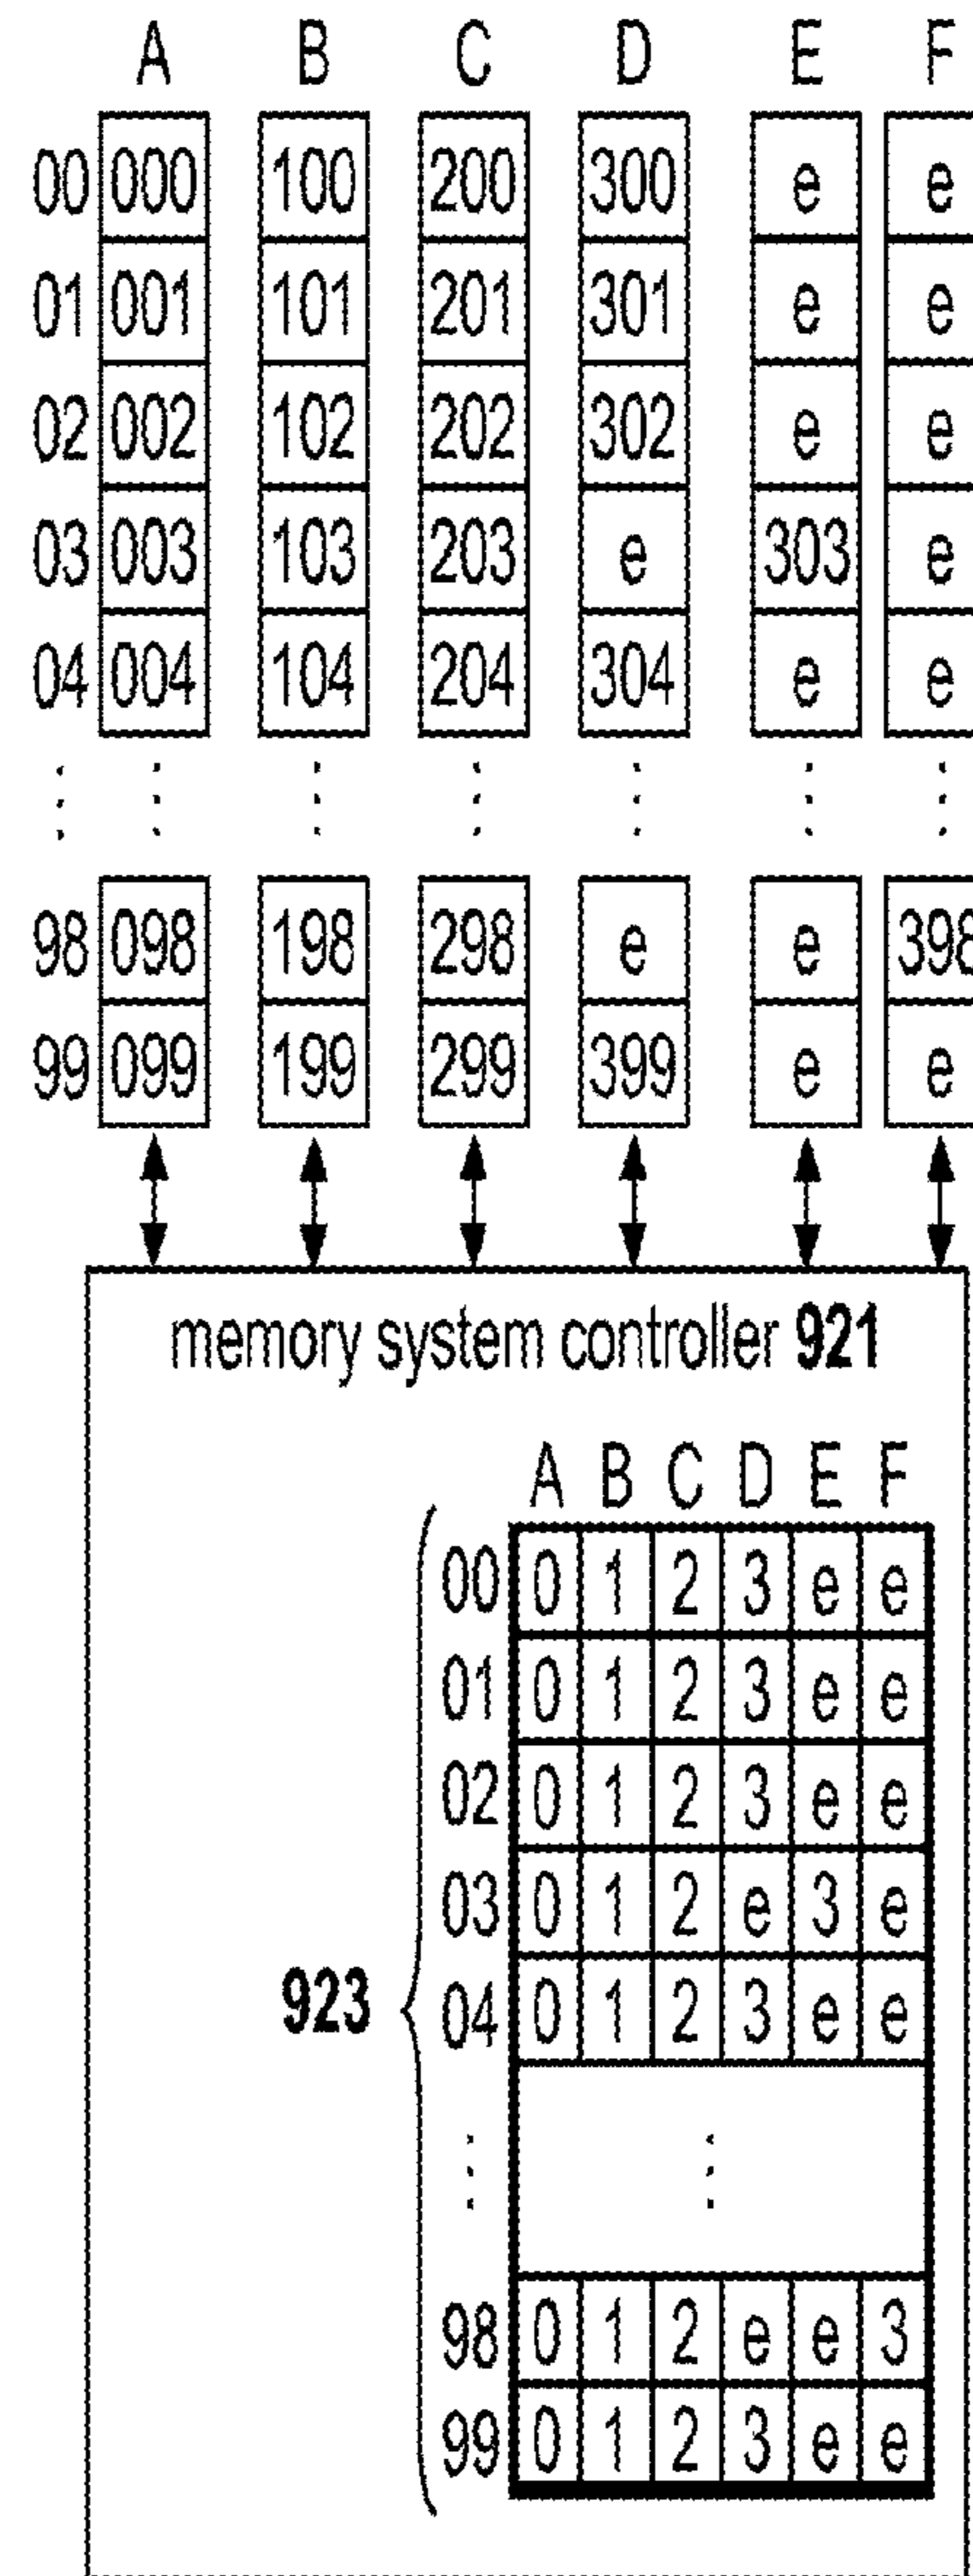 A B C D E F
00 000 100 200 300 e e
01 001 101 201 301 e e
02 002 102 202 302 e e
03 003 103 203 e 303 e
04 004 104 204 304 e e
98 098 198 298 e e 398
99 099 199 299 399 e e
memory system controller 921
A B C D E F
00 0 1 2 3 e e
01 0 1 2 3 e e
02 0 1 2 3 e e
03 0 1 2 e 3 e
923 04 0 1 2 3 e e
98 0 1 2 e e 3
99 0 1 2 3 e e